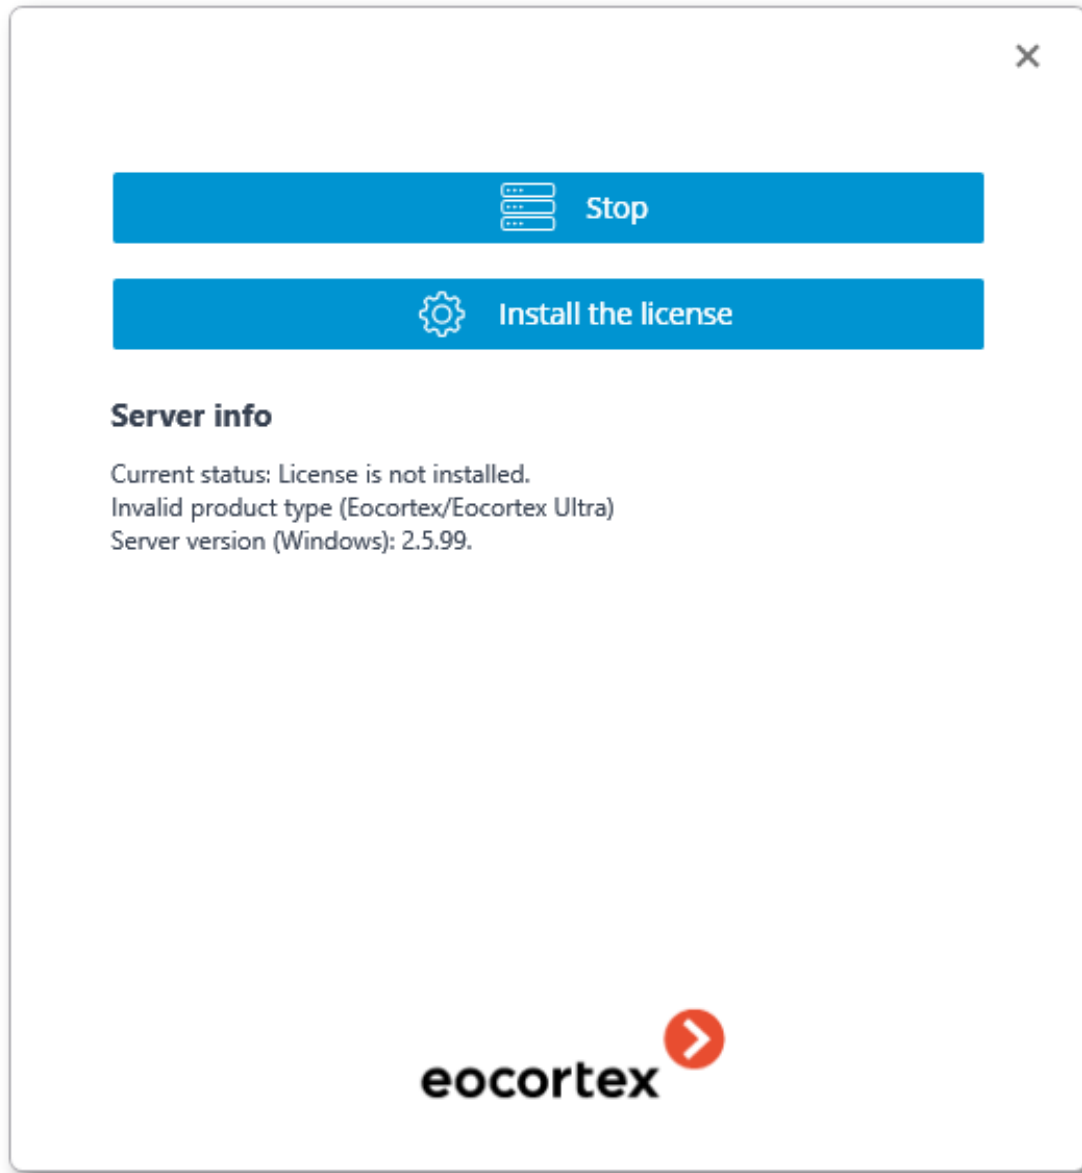 Stop
Install the license
Server info
Current status: License is not installed.
Invalid product type (Eocortex/Eocortex Ultra)
Server version (Windows): 2.5.99.
eocortex